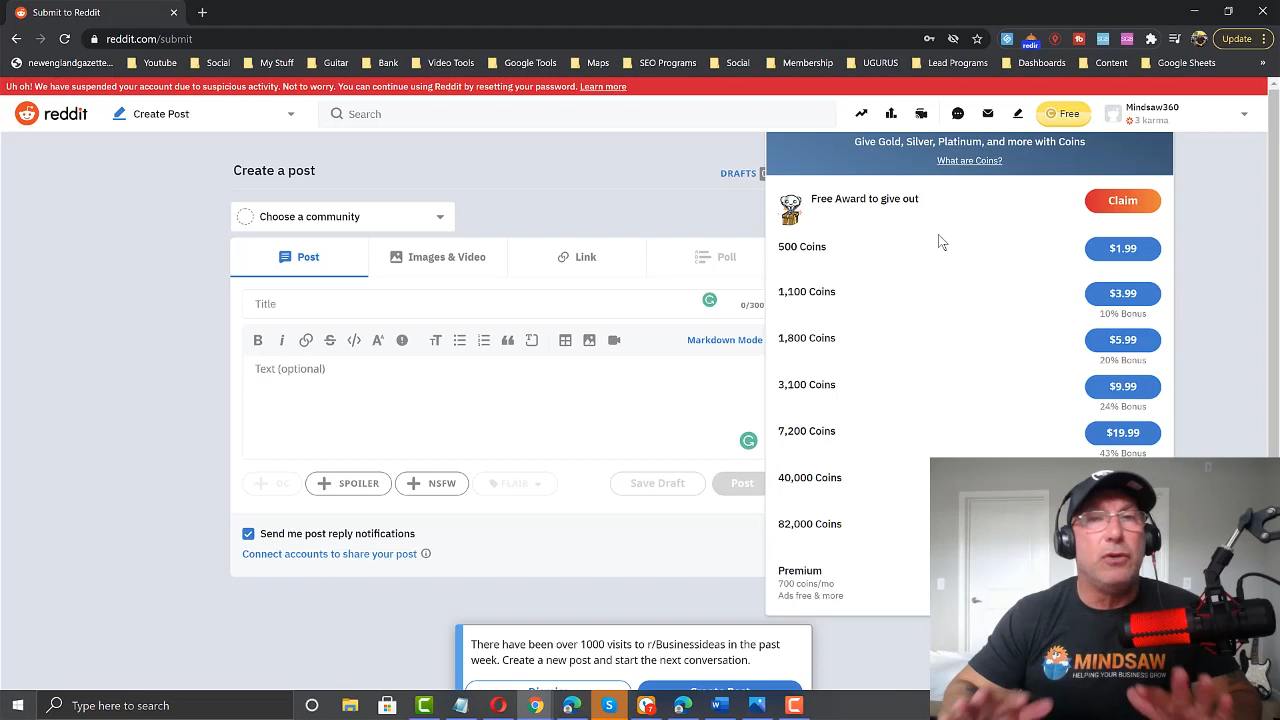 Submit to Reddit
reddit.com/submit
redir
Update
newenglandgazette...
Youtube
Social
My Stuff
Guitar
Bank
Video Tools
Google Tools
Maps
SEO Programs
Social
Membership
UGURUS
Lead Programs
Dashboards
Content
Google Sheets
Uh oh! We have suspended your account due to suspicious activity. Not to worry. You can continue using Reddit by resetting your password. Learn more
reddit
Create Post
Search
Free
Mindsaw360
3 karma
Give Gold, Silver, Platinum, and more with Coins
What are Coins?
Create a post
DRAFTS
Free Award to give out
Claim
Choose a community
500 Coins
$1.99
Post
Images & Video
Link
Poll
1,100 Coins
$3.99
10% Bonus
Title
0/300
1,800 Coins
$5.99
20% Bonus
Markdown Mode
Text (optional)
3,100 Coins
$9.99
24% Bonus
7,200 Coins
$19.99
43% Bonus
OC
SPOILER
NSFW
FLAIR
Save Draft
Post
40,000 Coins
82,000 Coins
Send me post reply notifications
Connect accounts to share your post
Premium
700 coins/mo
Ads free & more
There have been over 1000 visits to r/Businessideas in the past
week. Create a new post and start the next conversation.
MINDSAW
HELPING YOUR BUSINESS GROW
Type here to search